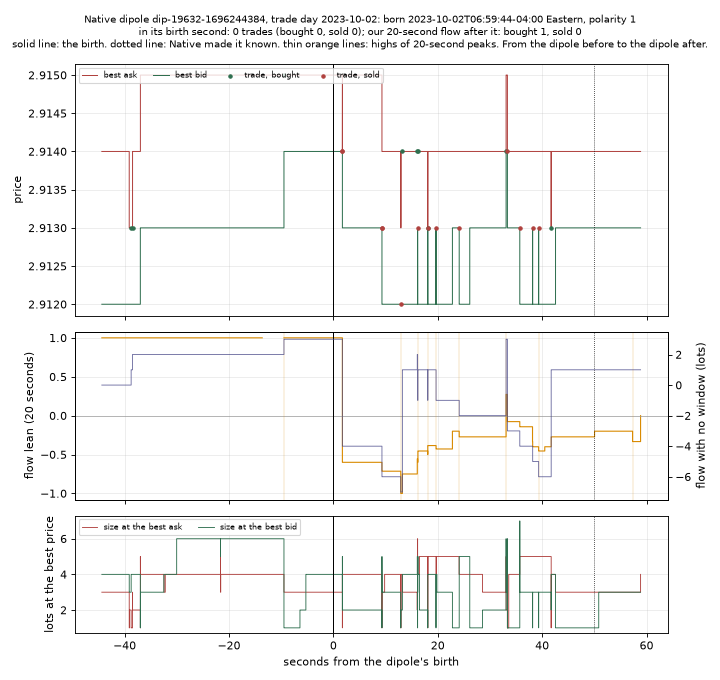 Native dipole dip-19632-1696244384, trade day 2023-10-02: born 2023-10-02T06:59:44-04:00 Eastern, polarity 1
in its birth second: 0 trades (bought 0, sold 0); our 20-second flow after it: bought 1, sold 0
solid line: the birth. dotted line: Native made it known. thin orange lines: highs of 20-second peaks. From the dipole before to the dipole after.
best ask best bid trade, bought trade, sold
2.9150
2.9145
2.9140
2.9135
2.9130
2.9125
2.9120
price
1.0
0.5
0.0
−0.5
−1.0
flow lean (20 seconds)
2
0
−2
−4
−6
flow with no window (lots)
size at the best ask size at the best bid
6
4
2
lots at the best price
−40 −20 0 20 40 60
seconds from the dipole's birth